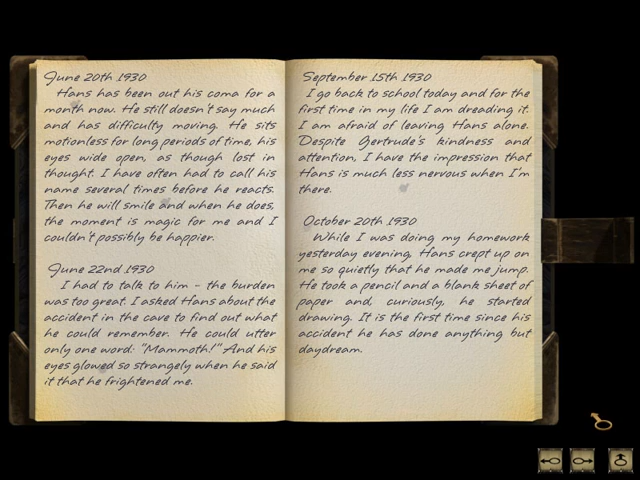 June 20th 1930
Hans has been out his coma for a
month now. He still doesn't say much
and has difficulty moving. He sits
motionless for long periods of time, his
eyes wide open, as though lost in
thought. I have often had to call his
name several times before he reacts.
Then he will smile and when he does,
the moment is magic for me and I
couldn't possibly be happier.
June 22nd 1930
I had to talk to him - the burden
was too great. I asked Hans about the
accident in the cave to find out what
he could remember. He could utter
only one word: "Mammoth!" And his
eyes glowed so strangely when he said
it that he frightened me.
September 15th 1930
I go back to school today and for the
first time in my life I am dreading it.
I am afraid of leaving Hans alone.
Despite Gertrude's kindness and
attention, I have the impression that
Hans is much less nervous when I'm
there.
October 20th 1930
While I was doing my homework
yesterday evening, Hans crept up on
me so quietly that he made me jump.
He took a pencil and a blank sheet of
paper and, curiously, he started
drawing. It is the first time since his
accident he has done anything but
daydream.